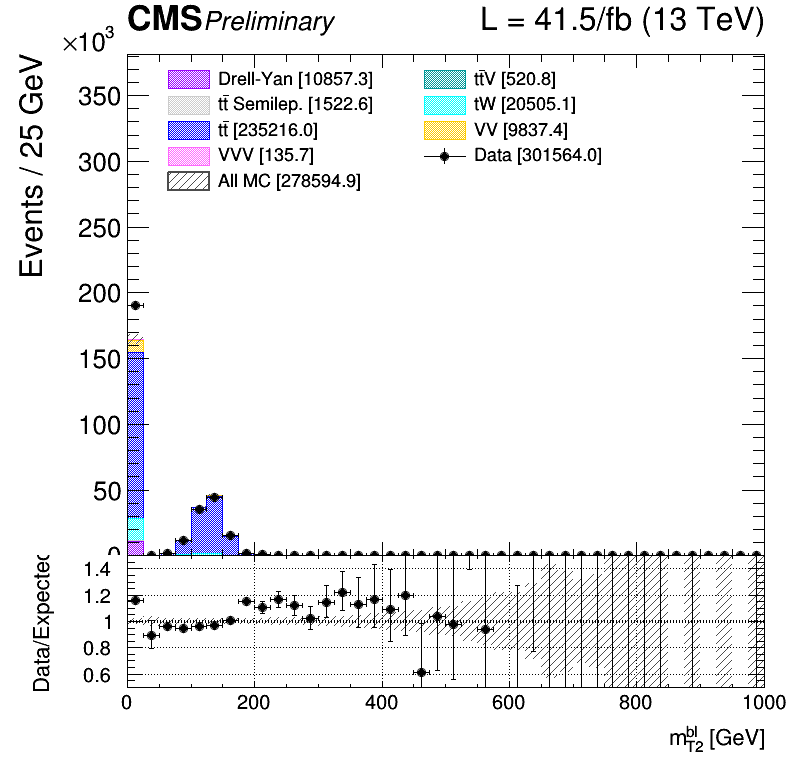 CMS Preliminary L = 41.5/fb (13 TeV)
×10³
Events / 25 GeV
350
300
250
200
150
100
50
0
Drell-Yan [10857.3]
tt̄ Semilep. [1522.6]
tt̄ [235216.0]
VVV [135.7]
All MC [278594.9]
tt̄V [520.8]
tW [20505.1]
VV [9837.4]
Data [301564.0]
Data/Expected
1.4
1.2
1
0.8
0.6
0 200 400 600 800 1000
m_{T2}^{bl} [GeV]